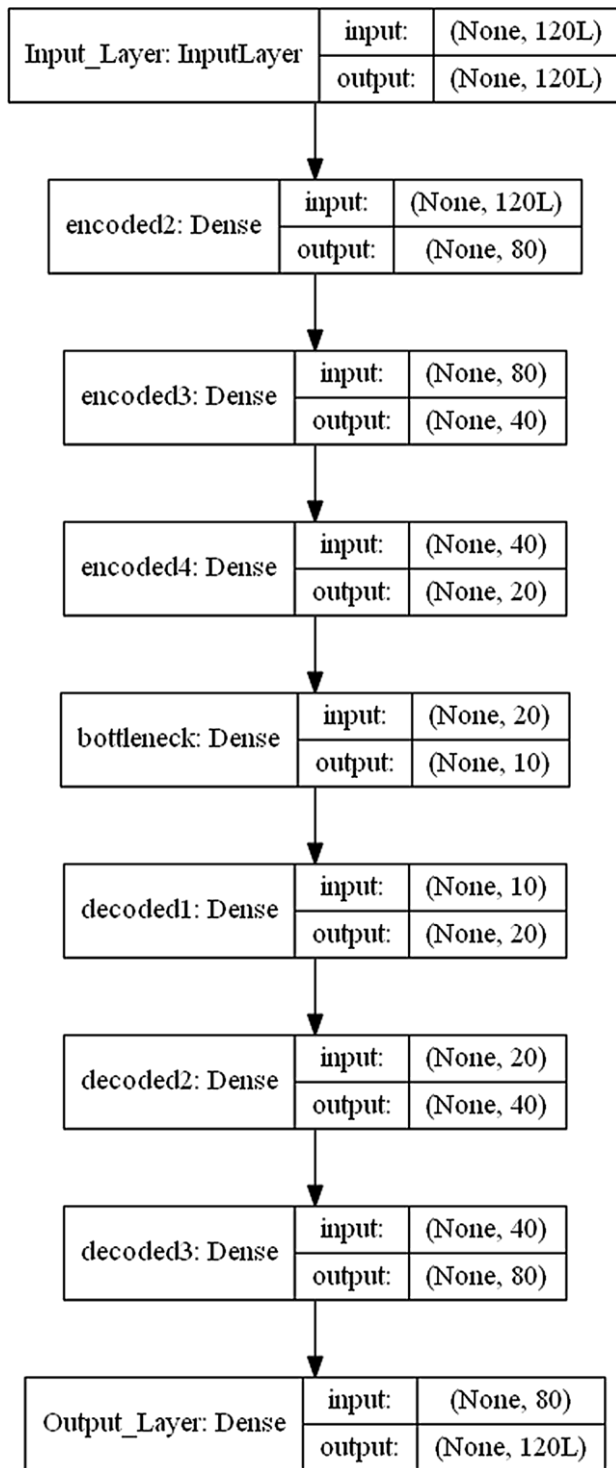 Input_Layer: InputLayer
input: (None, 120L)
output: (None, 120L)
encoded2: Dense
input: (None, 120L)
output: (None, 80)
encoded3: Dense
input: (None, 80)
output: (None, 40)
encoded4: Dense
input: (None, 40)
output: (None, 20)
bottleneck: Dense
input: (None, 20)
output: (None, 10)
decoded1: Dense
input: (None, 10)
output: (None, 20)
decoded2: Dense
input: (None, 20)
output: (None, 40)
decoded3: Dense
input: (None, 40)
output: (None, 80)
Output_Layer: Dense
input: (None, 80)
output: (None, 120L)